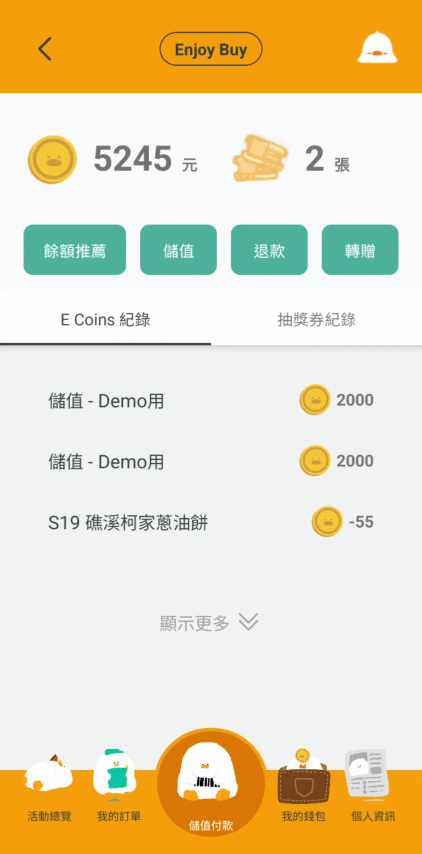 Enjoy Buy
5245 元
2 張
餘額推薦 儲值 退款 轉贈
E Coins 紀錄 抽獎券紀錄
儲值 - Demo用 2000
儲值 - Demo用 2000
S19 礁溪柯家蔥油餅 -55
顯示更多
活動總覽 我的訂單 儲值付款 我的錢包 個人資訊